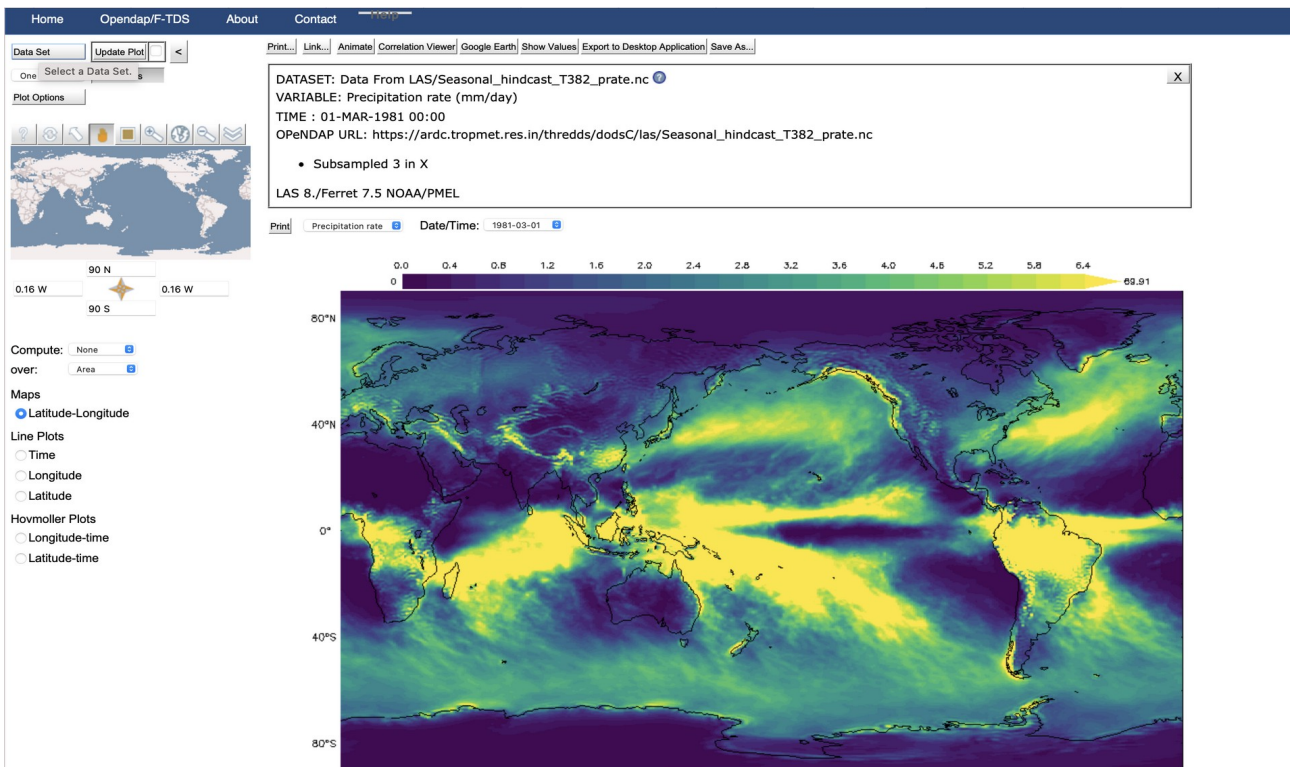 Home Opendap/F-TDS About Contact Help
Data Set Update Plot < Print... Link... Animate Correlation Viewer Google Earth Show Values Export to Desktop Application Save As...
Select a Data Set.
One
s
Plot Options
DATASET: Data From LAS/Seasonal_hindcast_T382_prate.nc ? X
VARIABLE: Precipitation rate (mm/day)
TIME : 01-MAR-1981 00:00
OPeNDAP URL: https://ardc.tropmet.res.in/thredds/dodsC/las/Seasonal_hindcast_T382_prate.nc
• Subsampled 3 in X
LAS 8./Ferret 7.5 NOAA/PMEL
Print Precipitation rate Date/Time: 1981-03-01
90 N
0.16 W 0.16 W
90 S
Compute: None
over: Area
Maps
Latitude-Longitude
Line Plots
Time
Longitude
Latitude
Hovmoller Plots
Longitude-time
Latitude-time
0.0 0.4 0.8 1.2 1.6 2.0 2.4 2.8 3.2 3.6 4.0 4.6 5.2 5.8 6.4
0
80°N
40°N
0°
40°S
80°S